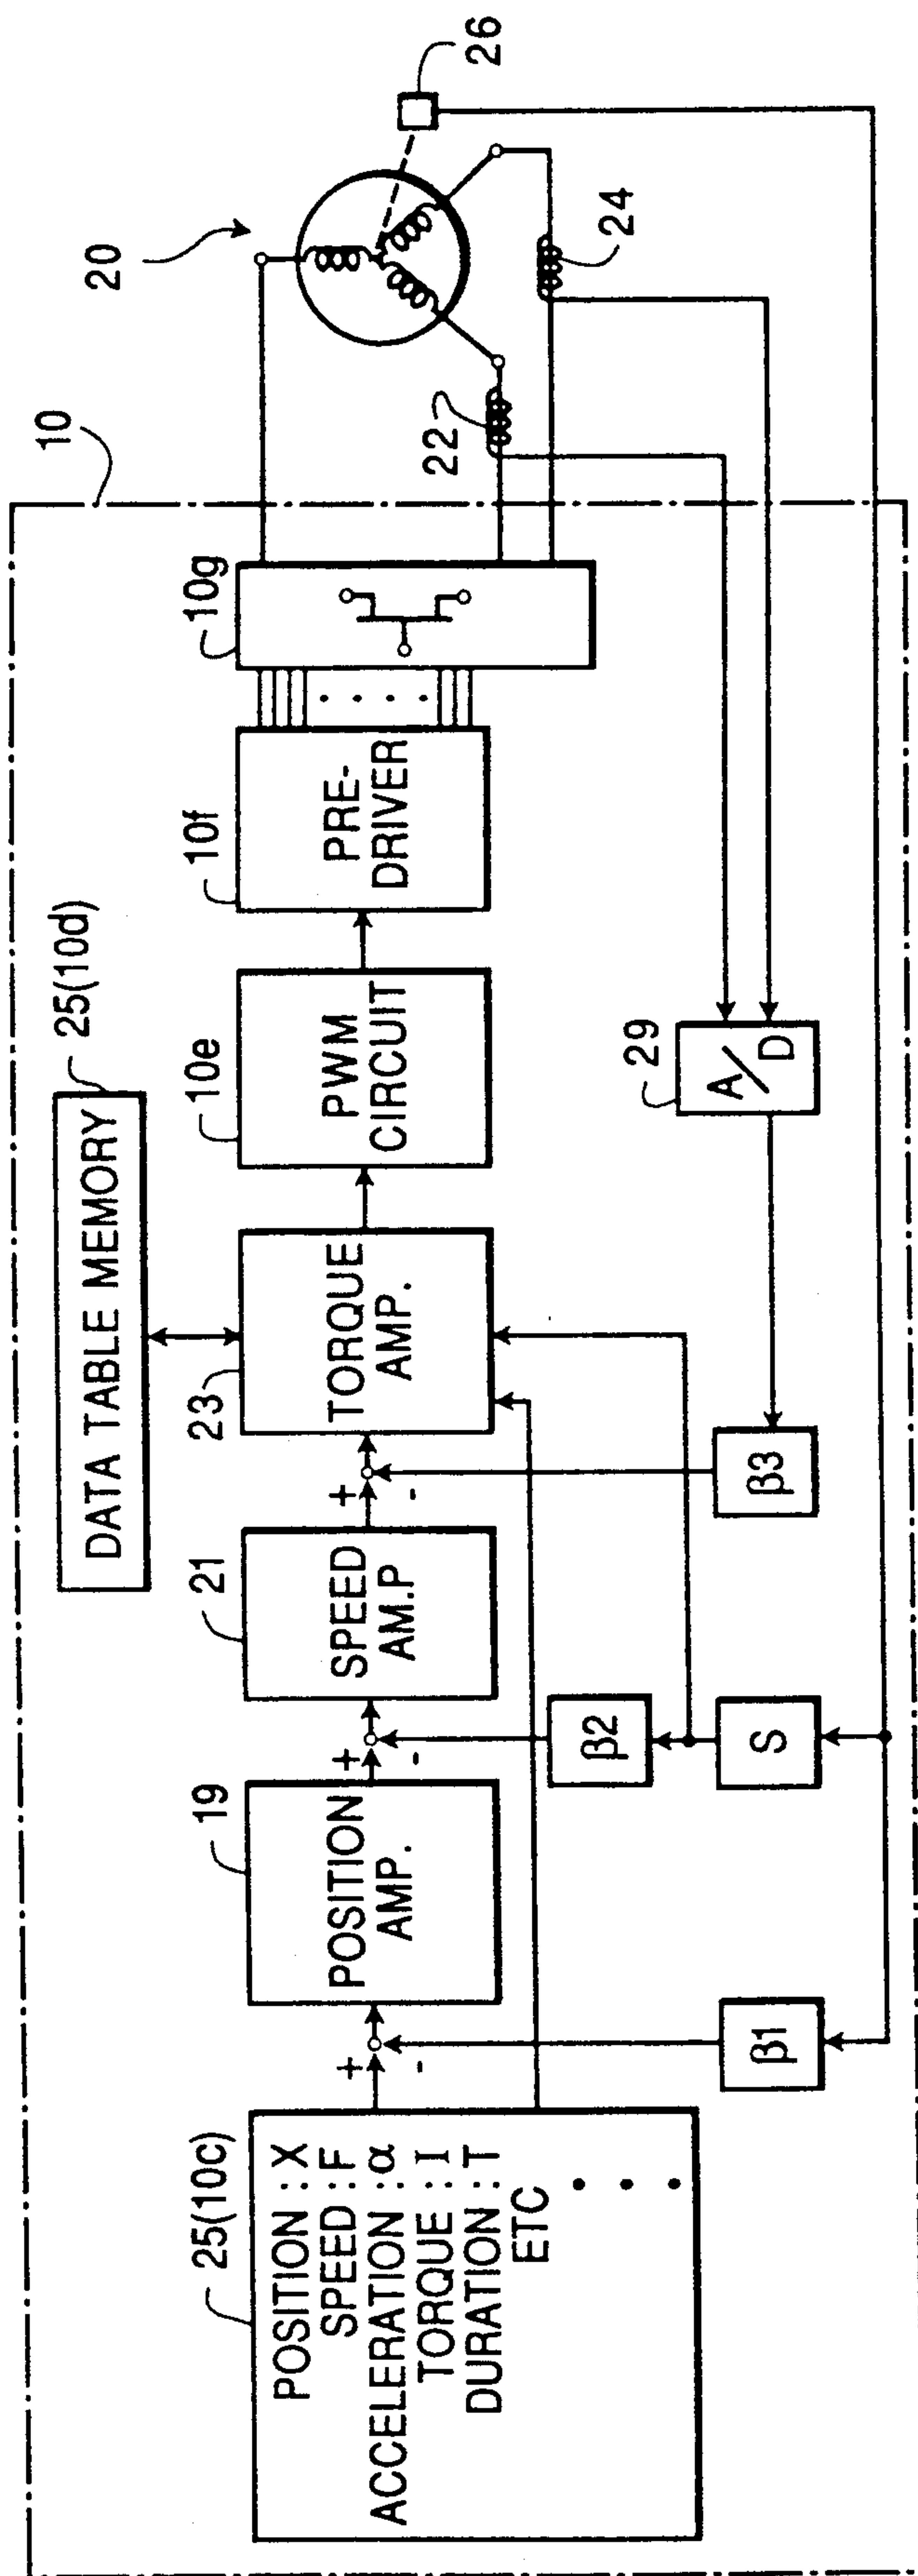 10
20
26
25(10d)
DATA TABLE MEMORY
25(10c)
POSITION : X
SPEED : F
ACCELERATION : α
TORQUE : I
DURATION : T
ETC
+
-
19
POSITION
AMP.
+
-
21
SPEED
AM.P
+
-
23
TORQUE
AMP.
10e
PWM
CIRCUIT
10f
PRE-
DRIVER
10g
22
24
β1
β2
S
β3
29
A/D